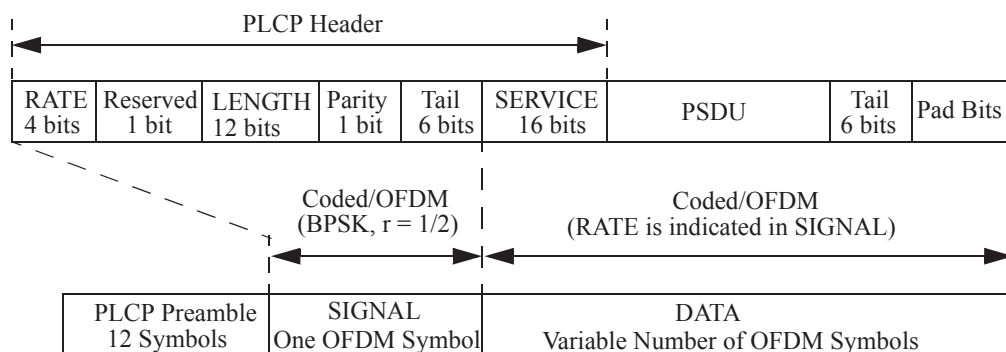 PLCP Header
RATE Reserved LENGTH Parity Tail SERVICE PSDU Tail Pad Bits
4 bits 1 bit 12 bits 1 bit 6 bits 16 bits 6 bits
Coded/OFDM Coded/OFDM
(BPSK, r = 1/2) (RATE is indicated in SIGNAL)
PLCP Preamble SIGNAL DATA
12 Symbols One OFDM Symbol Variable Number of OFDM Symbols